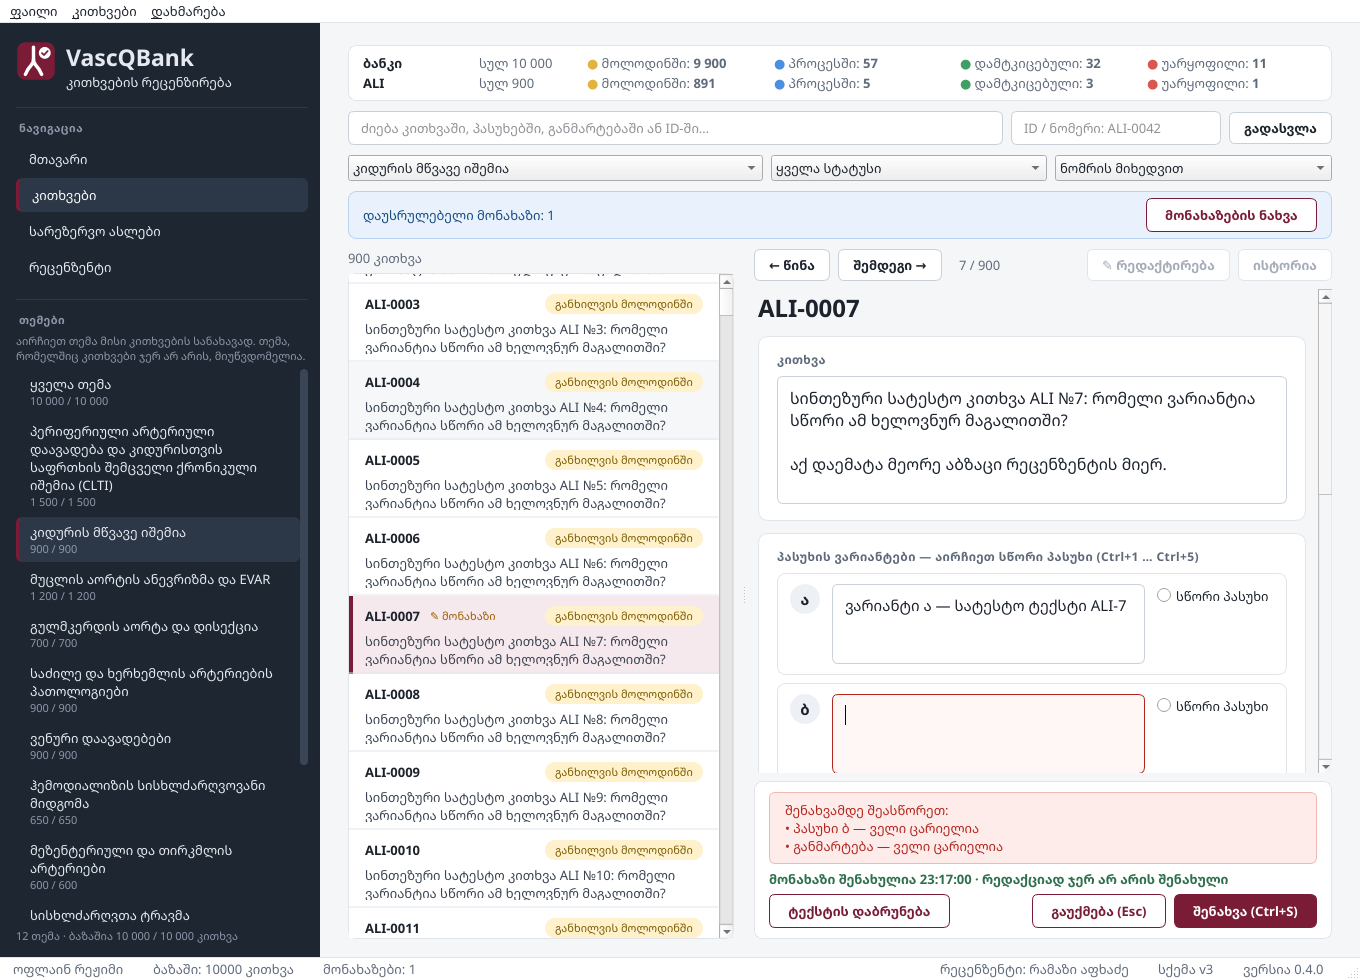 ფაილი კითხვები დახმარება
VascQBank
კითხვების რეცენზირება
ნავიგაცია
მთავარი
კითხვები
სარეზერვო ასლები
რეცენზენტი
თემები
აირჩიეთ თემა მისი კითხვების სანახავად. თემა,
რომელშიც კითხვები ჯერ არ არის, მიუწვდომელია.
ყველა თემა
10 000 / 10 000
პერიფერიული არტერიული
დაავადება და კიდურისთვის
საფრთხის შემცველი ქრონიკული
იშემია (CLTI)
1 500 / 1 500
კიდურის მწვავე იშემია
900 / 900
მუცლის აორტის ანევრიზმა და EVAR
1 200 / 1 200
გულმკერდის აორტა და დისექცია
700 / 700
საძილე და ხერხემლის არტერიების
პათოლოგიები
900 / 900
ვენური დაავადებები
900 / 900
ჰემოდიალიზის სისხლძარღვოვანი
მიდგომა
650 / 650
მეზენტერიული და თირკმლის
არტერიები
600 / 600
სისხლძარღვთა ტრავმა
12 თემა · ბაზაშია 10 000 / 10 000 კითხვა
ბანკი სულ 10 000 მოლოდინში: 9 900 პროცესში: 57 დამტკიცებული: 32 უარყოფილი: 11
ALI სულ 900 მოლოდინში: 891 პროცესში: 5 დამტკიცებული: 3 უარყოფილი: 1
ძიება კითხვაში, პასუხებში, განმარტებაში ან ID-ში... ID / ნომერი: ALI-0042 გადასვლა
კიდურის მწვავე იშემია ყველა სტატუსი ნომრის მიხედვით
დაუსრულებელი მონახაზი: 1 მონახაზების ნახვა
900 კითხვა
ALI-0003 განხილვის მოლოდინში
სინთეზური სატესტო კითხვა ALI №3: რომელი
ვარიანტია სწორი ამ ხელოვნურ მაგალითში?
ALI-0004 განხილვის მოლოდინში
სინთეზური სატესტო კითხვა ALI №4: რომელი
ვარიანტია სწორი ამ ხელოვნურ მაგალითში?
ALI-0005 განხილვის მოლოდინში
სინთეზური სატესტო კითხვა ALI №5: რომელი
ვარიანტია სწორი ამ ხელოვნურ მაგალითში?
ALI-0006 განხილვის მოლოდინში
სინთეზური სატესტო კითხვა ALI №6: რომელი
ვარიანტია სწორი ამ ხელოვნურ მაგალითში?
ALI-0007 ✎ მონახაზი განხილვის მოლოდინში
სინთეზური სატესტო კითხვა ALI №7: რომელი
ვარიანტია სწორი ამ ხელოვნურ მაგალითში?
ALI-0008 განხილვის მოლოდინში
სინთეზური სატესტო კითხვა ALI №8: რომელი
ვარიანტია სწორი ამ ხელოვნურ მაგალითში?
ALI-0009 განხილვის მოლოდინში
სინთეზური სატესტო კითხვა ALI №9: რომელი
ვარიანტია სწორი ამ ხელოვნურ მაგალითში?
ALI-0010 განხილვის მოლოდინში
სინთეზური სატესტო კითხვა ALI №10: რომელი
ვარიანტია სწორი ამ ხელოვნურ მაგალითში?
ALI-0011 განხილვის მოლოდინში
← წინა შემდეგი → 7 / 900 ✎ რედაქტირება ისტორია
ALI-0007
კითხვა
სინთეზური სატესტო კითხვა ALI №7: რომელი ვარიანტია
სწორი ამ ხელოვნურ მაგალითში?
აქ დაემატა მეორე აბზაცი რეცენზენტის მიერ.
პასუხის ვარიანტები — აირჩიეთ სწორი პასუხი (Ctrl+1 ... Ctrl+5)
ა ვარიანტი ა — სატესტო ტექსტი ALI-7 სწორი პასუხი
ბ სწორი პასუხი
შენახვამდე შეასწორეთ:
• პასუხი ბ — ველი ცარიელია
• განმარტება — ველი ცარიელია
მონახაზი შენახულია 23:17:00 · რედაქციად ჯერ არ არის შენახული
ტექსტის დაბრუნება გაუქმება (Esc) შენახვა (Ctrl+S)
ოფლაინ რეჟიმი ბაზაში: 10000 კითხვა მონახაზები: 1 რეცენზენტი: რამაზი აფხაძე სქემა v3 ვერსია 0.4.0